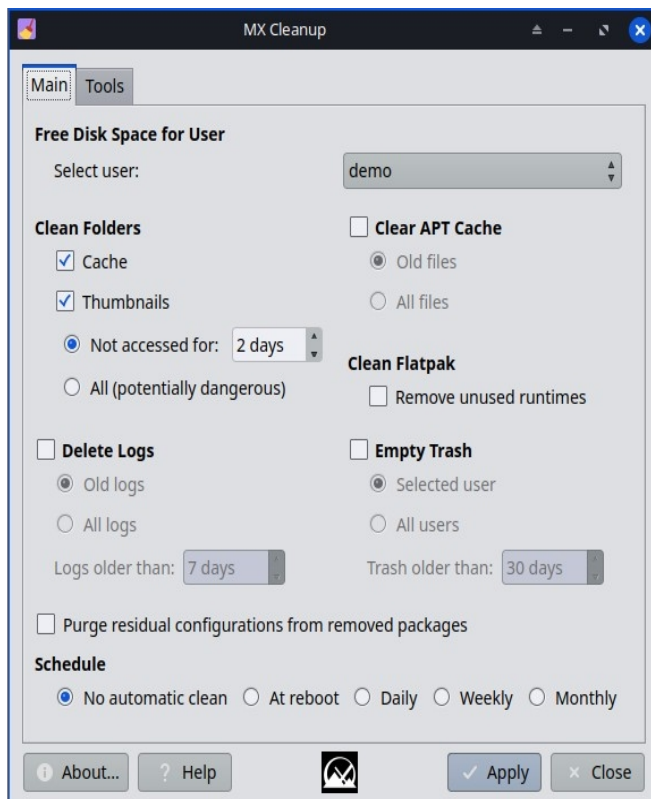 MX Cleanup
Main Tools
Free Disk Space for User
Select user: demo
Clean Folders
Cache
Thumbnails
Not accessed for: 2 days
All (potentially dangerous)
Clear APT Cache
Old files
All files
Clean Flatpak
Remove unused runtimes
Delete Logs
Old logs
All logs
Logs older than: 7 days
Empty Trash
Selected user
All users
Trash older than: 30 days
Purge residual configurations from removed packages
Schedule
No automatic clean At reboot Daily Weekly Monthly
About... Help Apply Close